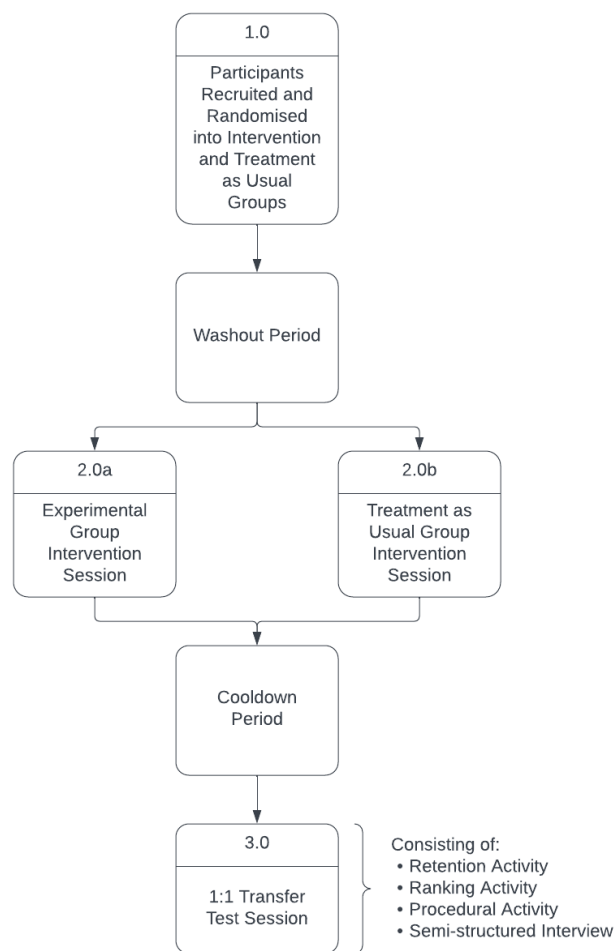 1.0
Participants
Recruited and
Randomised
into Intervention
and Treatment
as Usual
Groups
Washout Period
2.0a
Experimental
Group
Intervention
Session
2.0b
Treatment as
Usual Group
Intervention
Session
Cooldown
Period
3.0
1:1 Transfer
Test Session
Consisting of:
• Retention Activity
• Ranking Activity
• Procedural Activity
• Semi-structured Interview